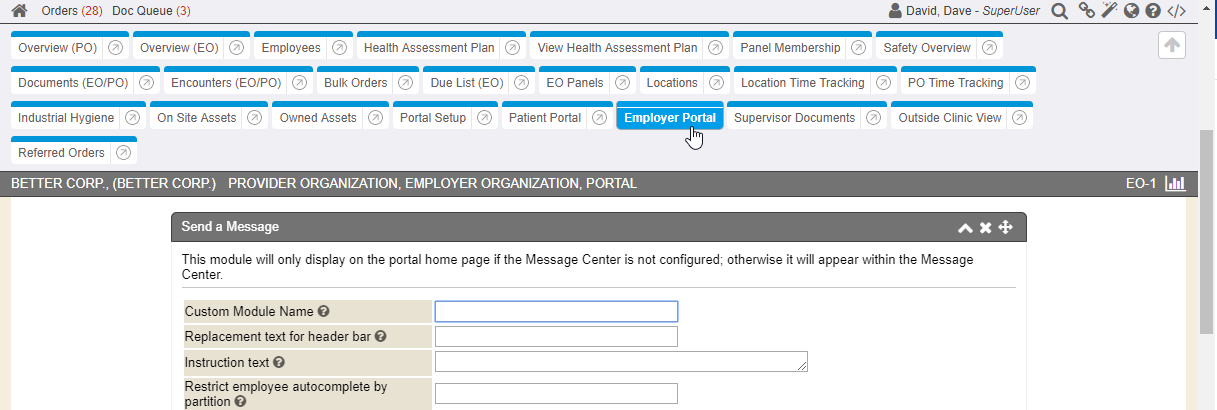 Orders (28) Doc Queue (3) David, Dave - SuperUser
Overview (PO) Overview (EO) Employees Health Assessment Plan View Health Assessment Plan Panel Membership Safety Overview
Documents (EO/PO) Encounters (EO/PO) Bulk Orders Due List (EO) EO Panels Locations Location Time Tracking PO Time Tracking
Industrial Hygiene On Site Assets Owned Assets Portal Setup Patient Portal Employer Portal Supervisor Documents Outside Clinic View
Referred Orders
BETTER CORP., (BETTER CORP.) PROVIDER ORGANIZATION, EMPLOYER ORGANIZATION, PORTAL EO-1
Send a Message
This module will only display on the portal home page if the Message Center is not configured; otherwise it will appear within the Message
Center.
Custom Module Name
Replacement text for header bar
Instruction text
Restrict employee autocomplete by
partition